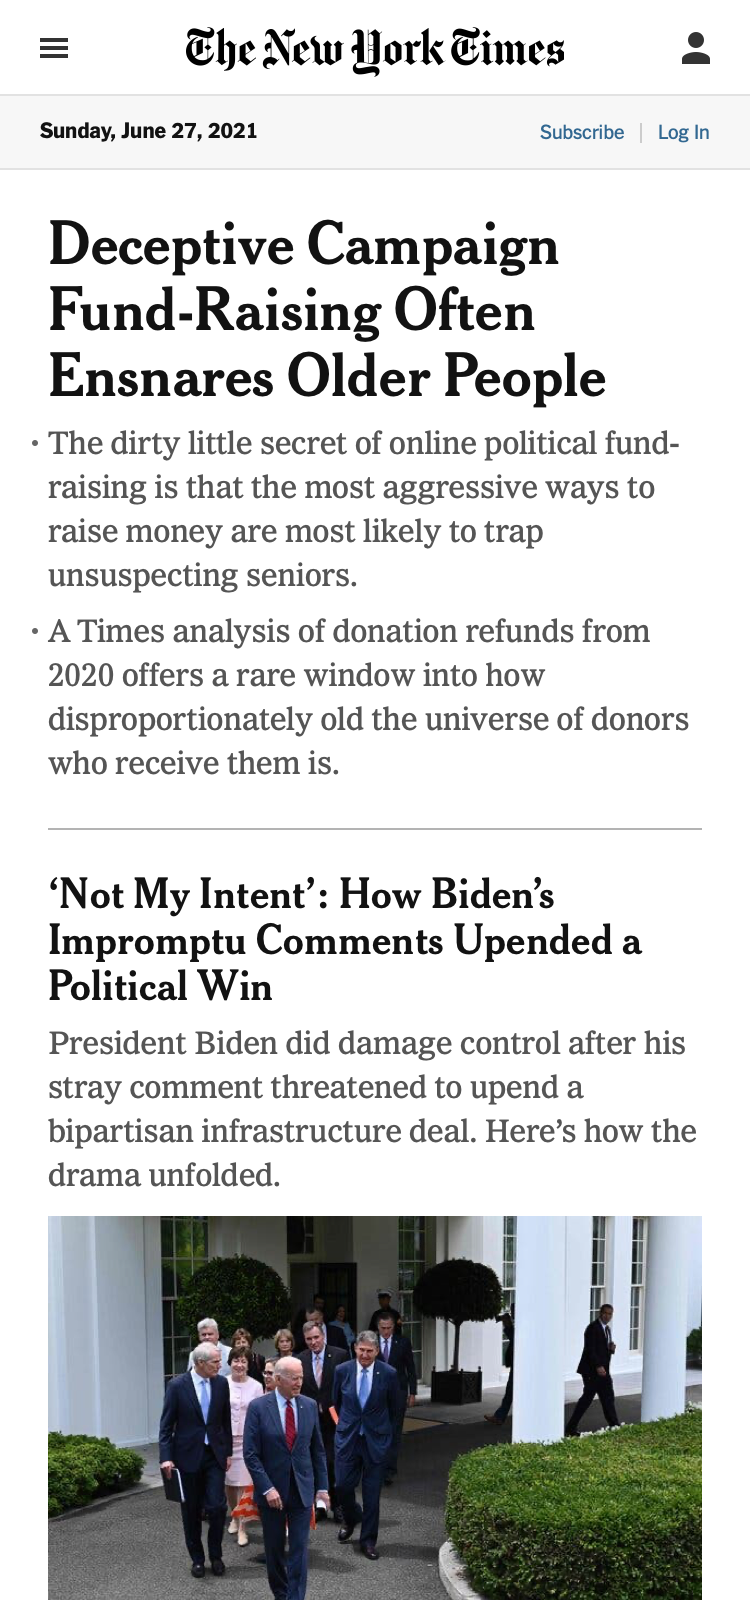 The New York Times
Sunday, June 27, 2021
Subscribe | Log In
Deceptive Campaign
Fund-Raising Often
Ensnares Older People
• The dirty little secret of online political fund-
raising is that the most aggressive ways to
raise money are most likely to trap
unsuspecting seniors.
• A Times analysis of donation refunds from
2020 offers a rare window into how
disproportionately old the universe of donors
who receive them is.
‘Not My Intent’: How Biden’s
Impromptu Comments Upended a
Political Win
President Biden did damage control after his
stray comment threatened to upend a
bipartisan infrastructure deal. Here’s how the
drama unfolded.